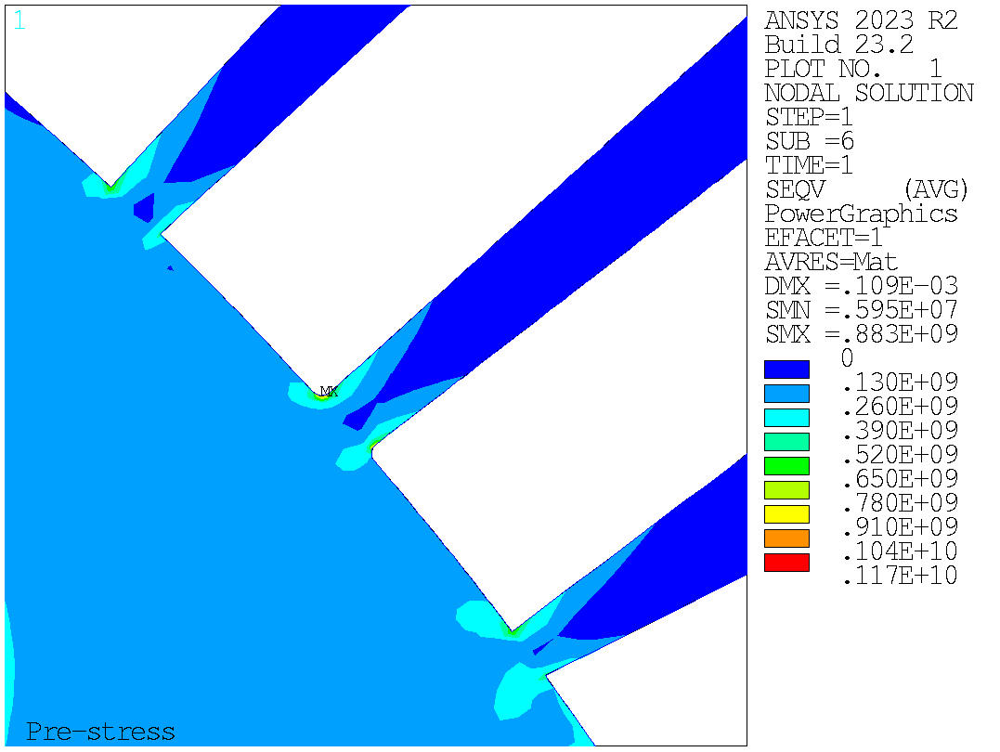 1
ANSYS 2023 R2
Build 23.2
PLOT NO. 1
NODAL SOLUTION
STEP=1
SUB =6
TIME=1
SEQV (AVG)
PowerGraphics
EFACET=1
AVRES=Mat
DMX =.109E-03
SMN =.595E+07
SMX =.883E+09
0
.130E+09
.260E+09
.390E+09
.520E+09
.650E+09
.780E+09
.910E+09
.104E+10
.117E+10
MX
Pre-stress